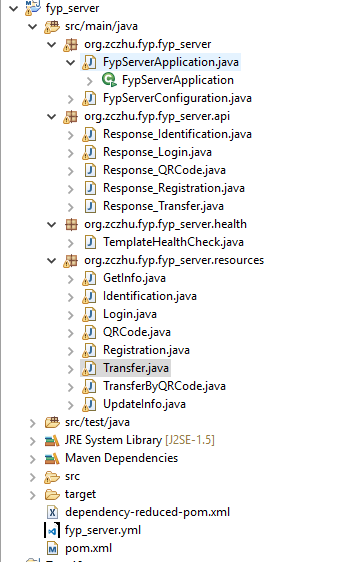 fyp_server
src/main/java
org.zczhu.fyp.fyp_server
FypServerApplication.java
FypServerApplication
FypServerConfiguration.java
org.zczhu.fyp.fyp_server.api
Response_Identification.java
Response_Login.java
Response_QRCode.java
Response_Registration.java
Response_Transfer.java
org.zczhu.fyp.fyp_server.health
TemplateHealthCheck.java
org.zczhu.fyp.fyp_server.resources
GetInfo.java
Identification.java
Login.java
QRCode.java
Registration.java
Transfer.java
TransferByQRCode.java
UpdateInfo.java
src/test/java
JRE System Library [J2SE-1.5]
Maven Dependencies
src
target
dependency-reduced-pom.xml
fyp_server.yml
pom.xml